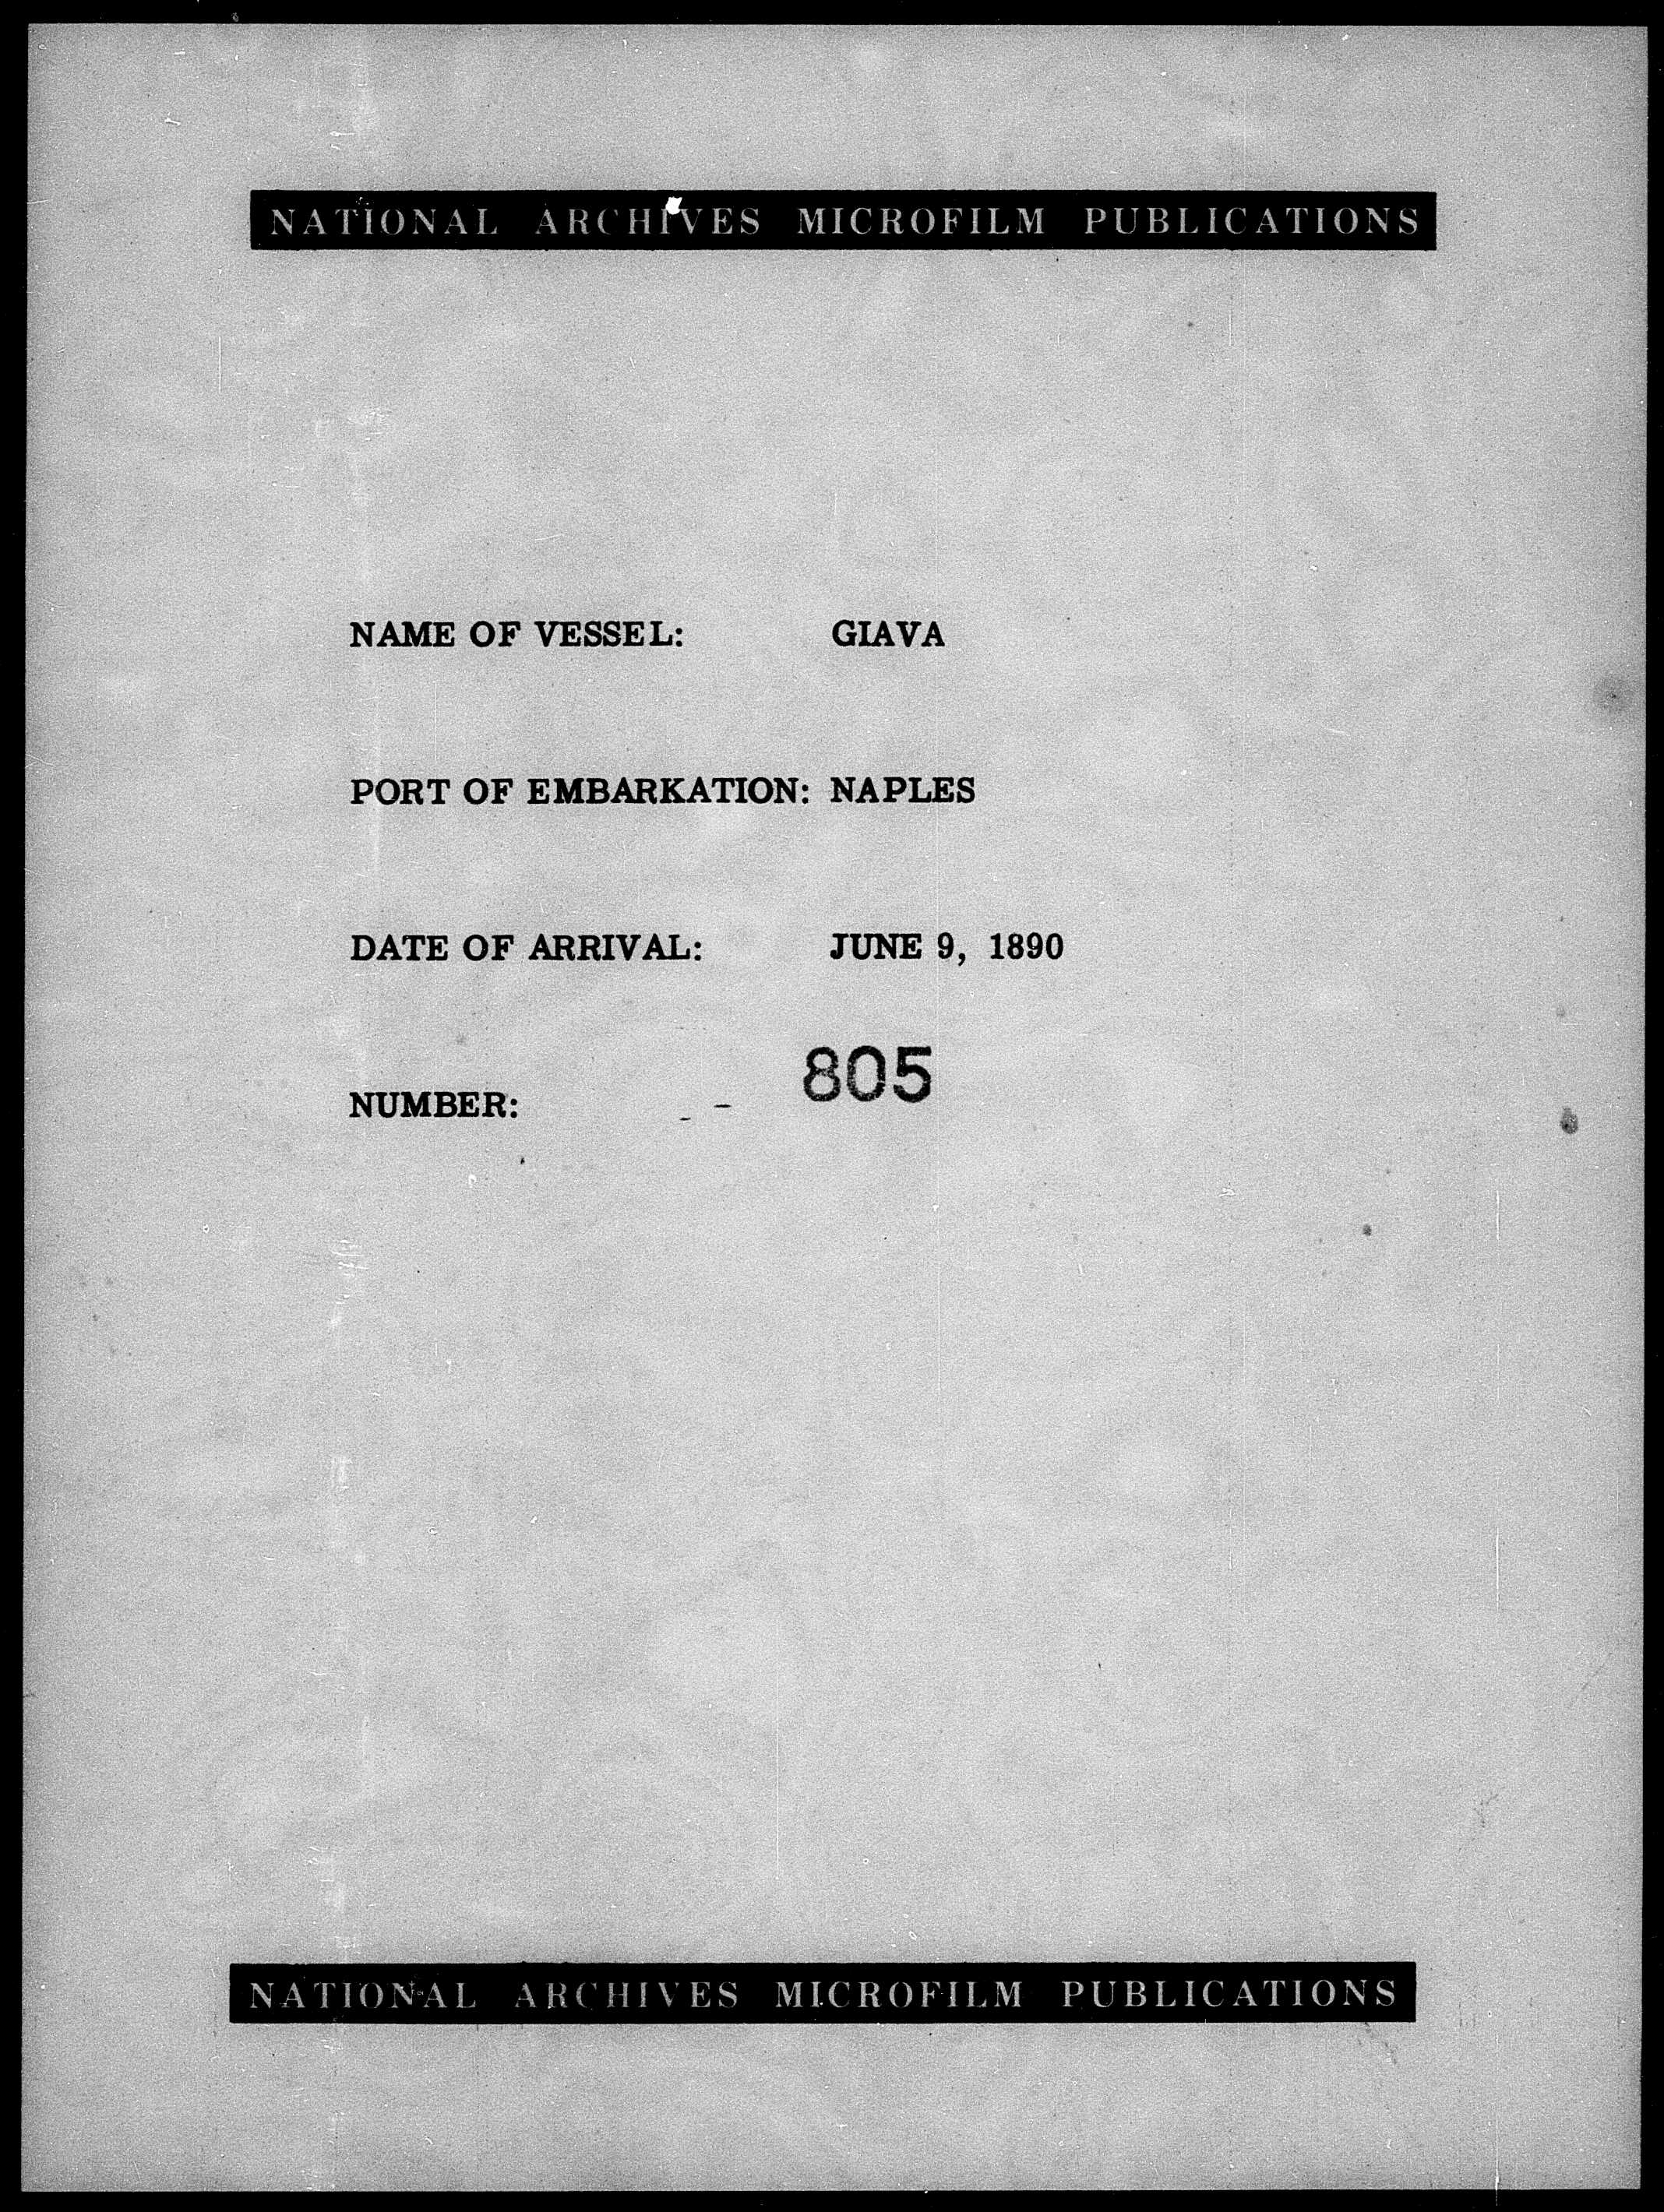 NATIONAL ARCHIVES MICROFILM PUBLICATIONS
NAME OF VESSEL: GIAVA
PORT OF EMBARKATION: NAPLES
DATE OF ARRIVAL: JUNE 9, 1890
NUMBER: 805
NATIONAL ARCHIVES MICROFILM PUBLICATIONS